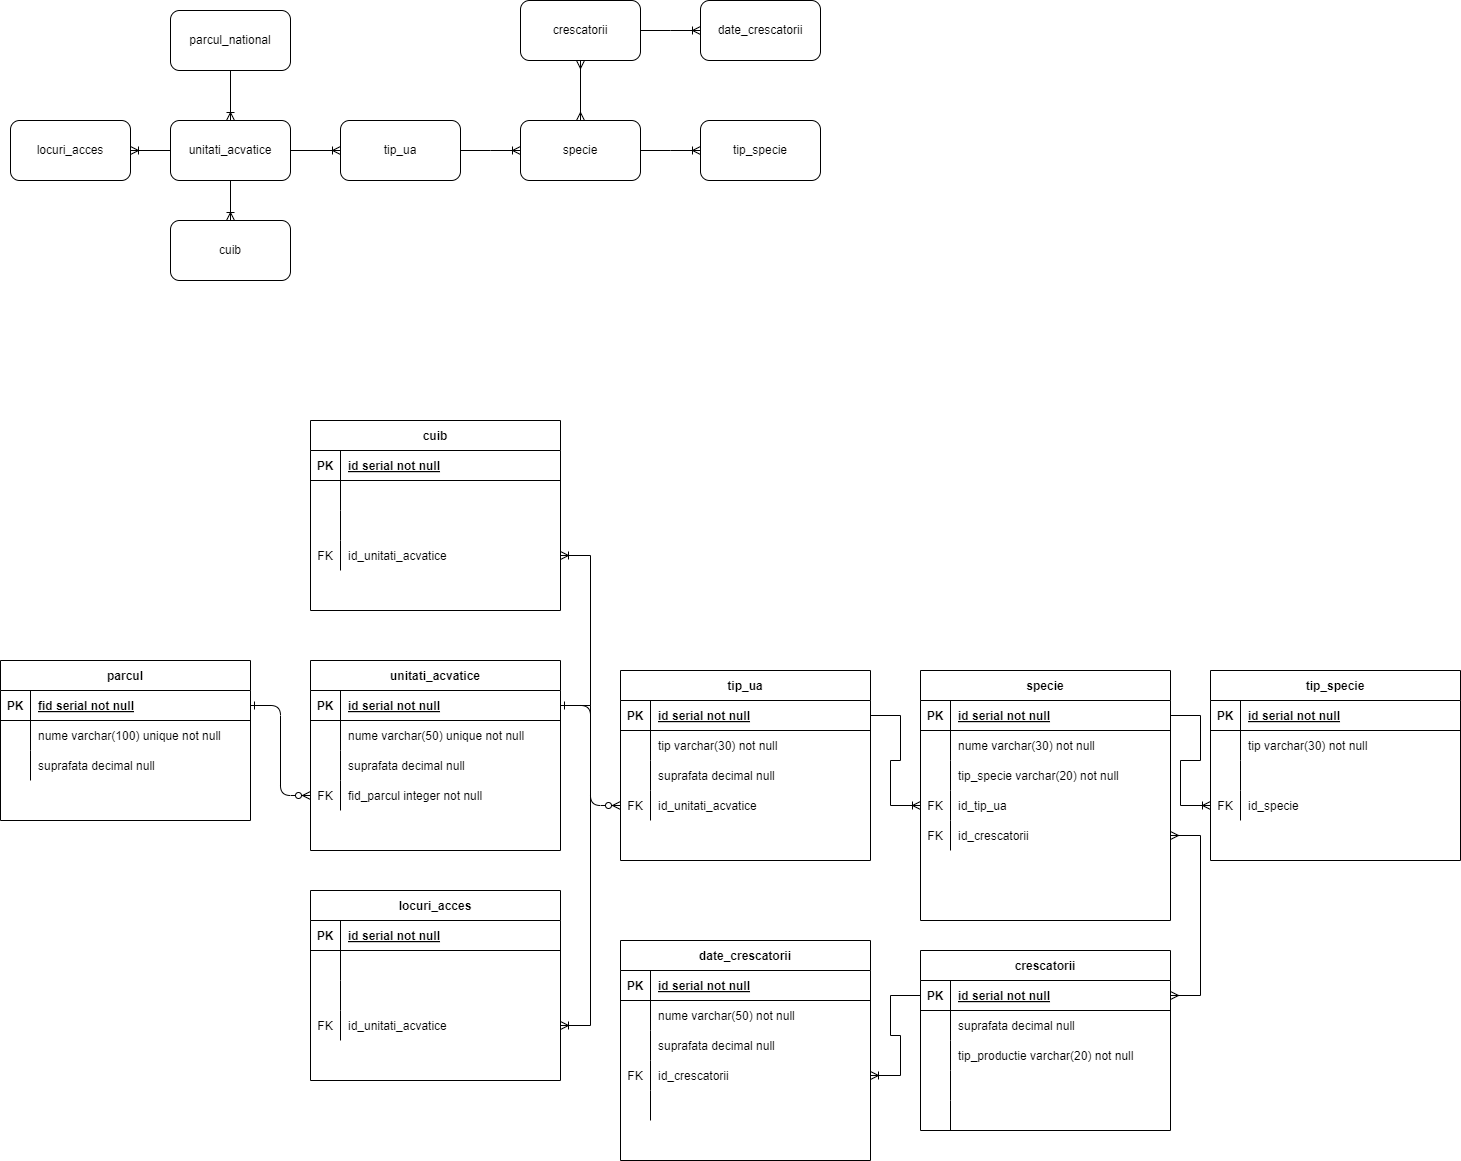 crescatorii
date_crescatorii
parcul_national
locuri_acces
unitati_acvatice
tip_ua
specie
tip_specie
cuib
cuib
PK id serial not null
FK id_unitati_acvatice
parcul
PK fid serial not null
nume varchar(100) unique not null
suprafata decimal null
unitati_acvatice
PK id serial not null
nume varchar(50) unique not null
suprafata decimal null
FK fid_parcul integer not null
tip_ua
PK id serial not null
tip varchar(30) not null
suprafata decimal null
FK id_unitati_acvatice
specie
PK id serial not null
nume varchar(30) not null
tip_specie varchar(20) not null
FK id_tip_ua
FK id_crescatorii
tip_specie
PK id serial not null
tip varchar(30) not null
FK id_specie
locuri_acces
PK id serial not null
FK id_unitati_acvatice
date_crescatorii
PK id serial not null
nume varchar(50) not null
suprafata decimal null
FK id_crescatorii
crescatorii
PK id serial not null
suprafata decimal null
tip_productie varchar(20) not null